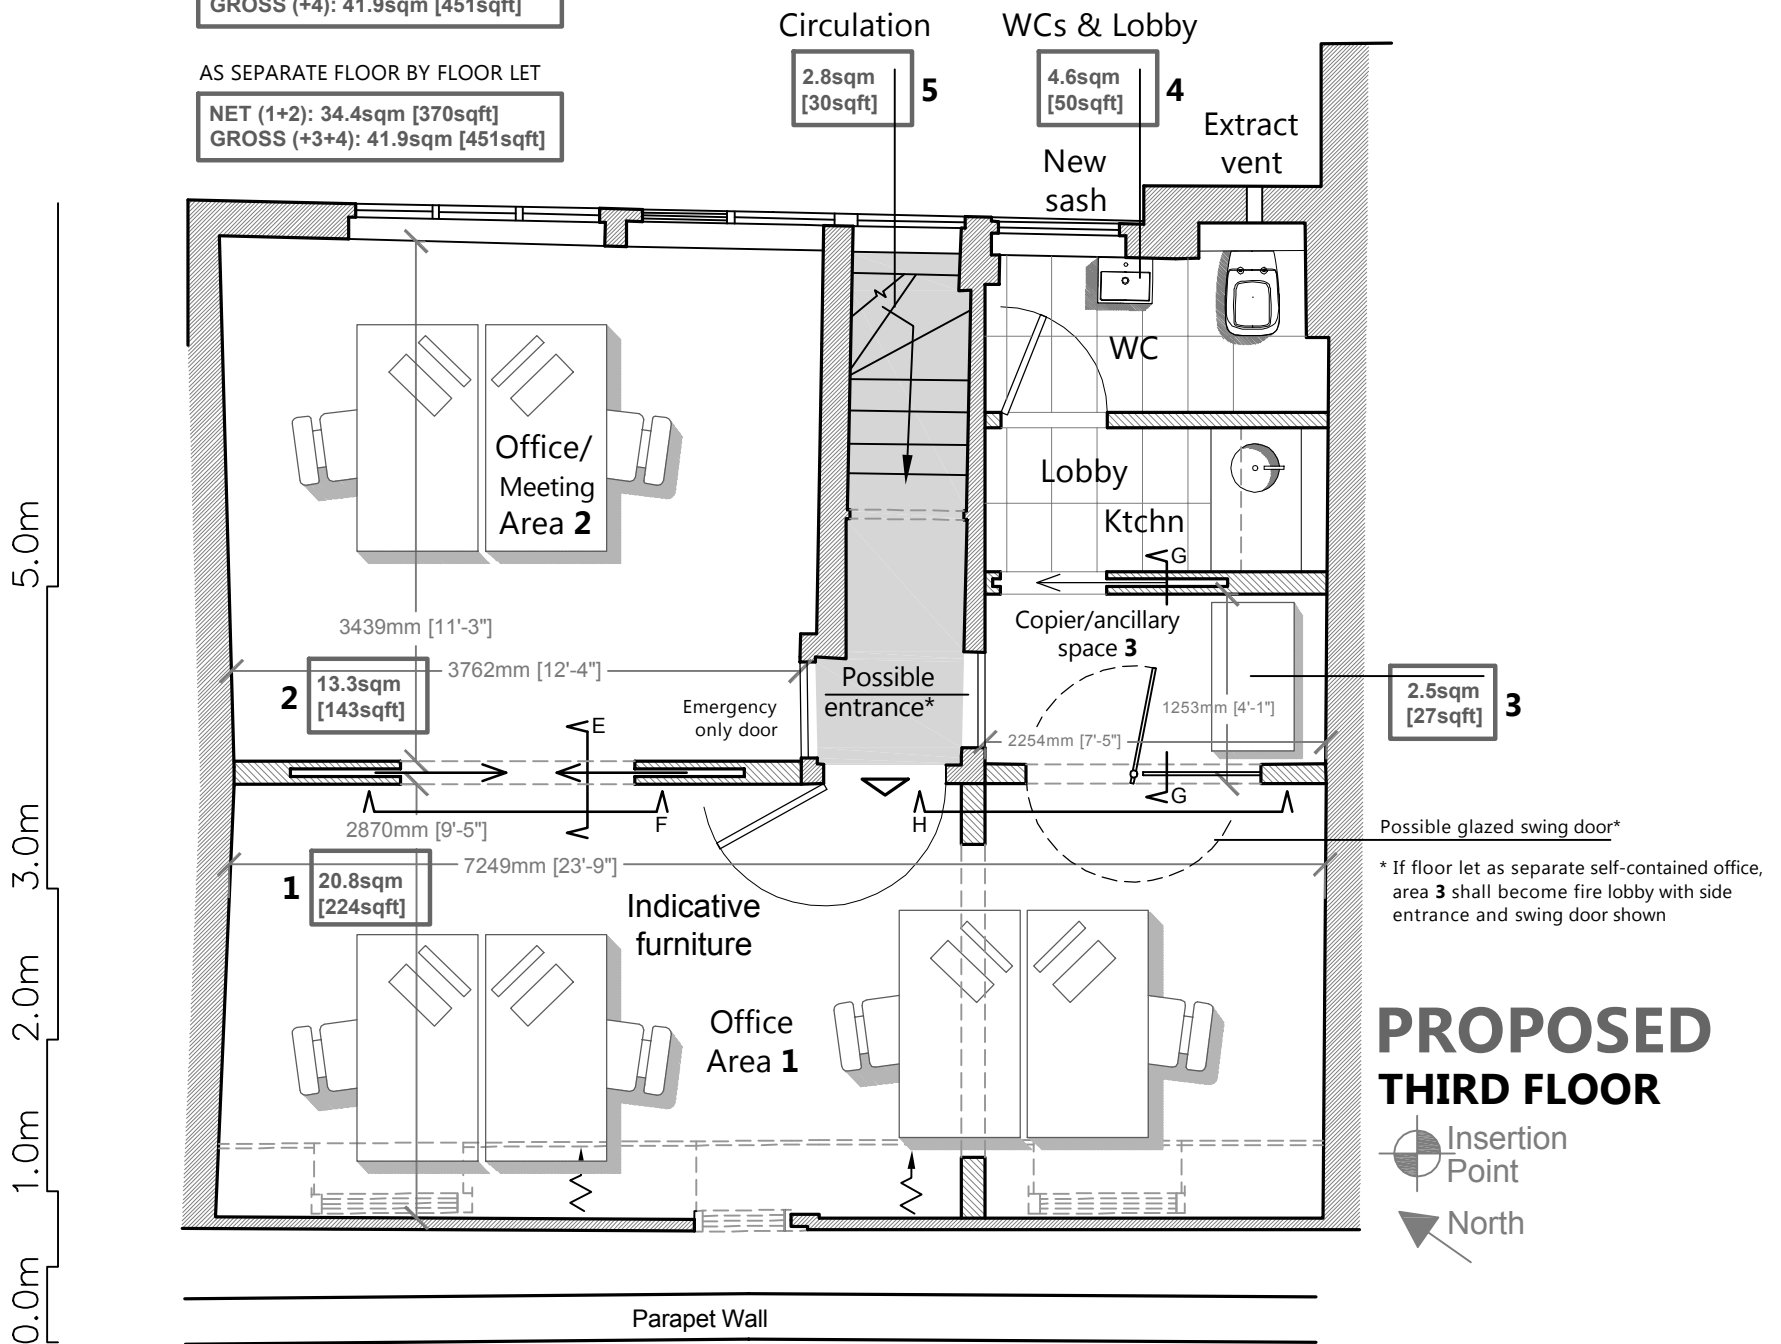 GROSS (+4): 41.9sqm [451sqft]
AS SEPARATE FLOOR BY FLOOR LET
NET (1+2): 34.4sqm [370sqft]
GROSS (+3+4): 41.9sqm [451sqft]
Circulation
2.8sqm
[30sqft]
5
WCs & Lobby
4.6sqm
[50sqft]
4
Extract
vent
New
sash
WC
Office/
Meeting
Area 2
Lobby
Ktchn
G
Copier/ancillary
space 3
3439mm [11'-3"]
3762mm [12'-4"]
2
13.3sqm
[143sqft]
Emergency
only door
Possible
entrance*
1253mm [4'-1"]
2254mm [7'-5"]
2.5sqm
[27sqft]
3
E
F
G
H
2870mm [9'-5"]
7249mm [23'-9"]
1
20.8sqm
[224sqft]
Indicative
furniture
Possible glazed swing door*
* If floor let as separate self-contained office,
area 3 shall become fire lobby with side
entrance and swing door shown
Office
Area 1
PROPOSED
THIRD FLOOR
Insertion
Point
North
Parapet Wall
5.0m
3.0m
2.0m
1.0m
0.0m